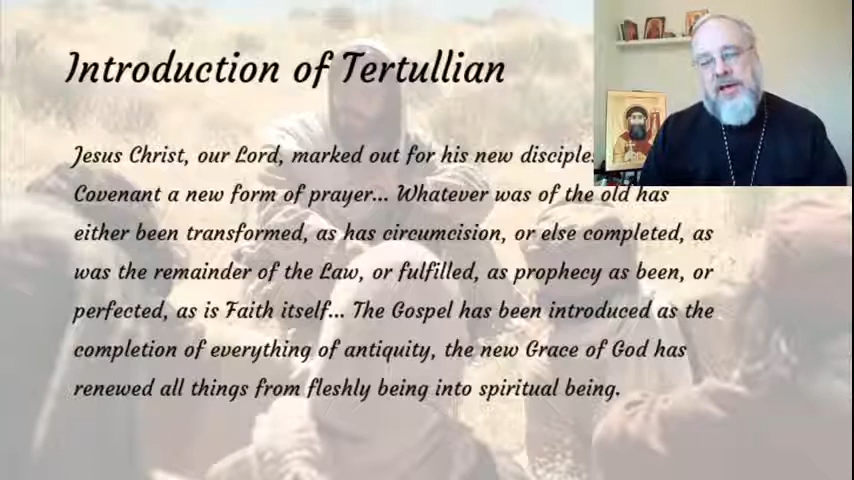 Introduction of Tertullian
Jesus Christ, our Lord, marked out for his new disciples
Covenant a new form of prayer... Whatever was of the old has
either been transformed, as has circumcision, or else completed, as
was the remainder of the Law, or fulfilled, as prophecy as been, or
perfected, as is Faith itself... The Gospel has been introduced as the
completion of everything of antiquity, the new Grace of God has
renewed all things from fleshly being into spiritual being.